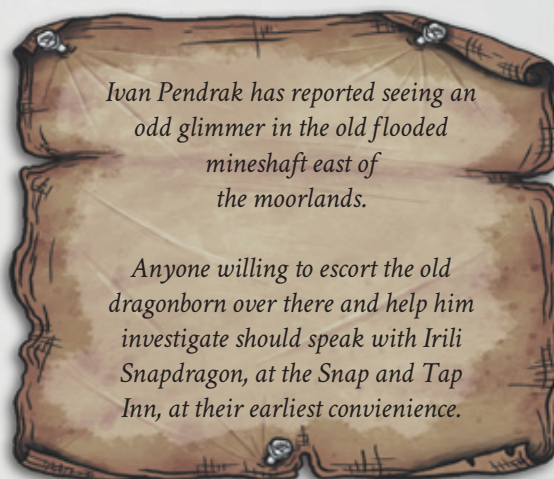 Ivan Pendrak has reported seeing an
odd glimmer in the old flooded
mineshaft east of
the moorlands.
Anyone willing to escort the old
dragonborn over there and help him
investigate should speak with Irili
Snapdragon, at the Snap and Tap
Inn, at their earliest convienience.